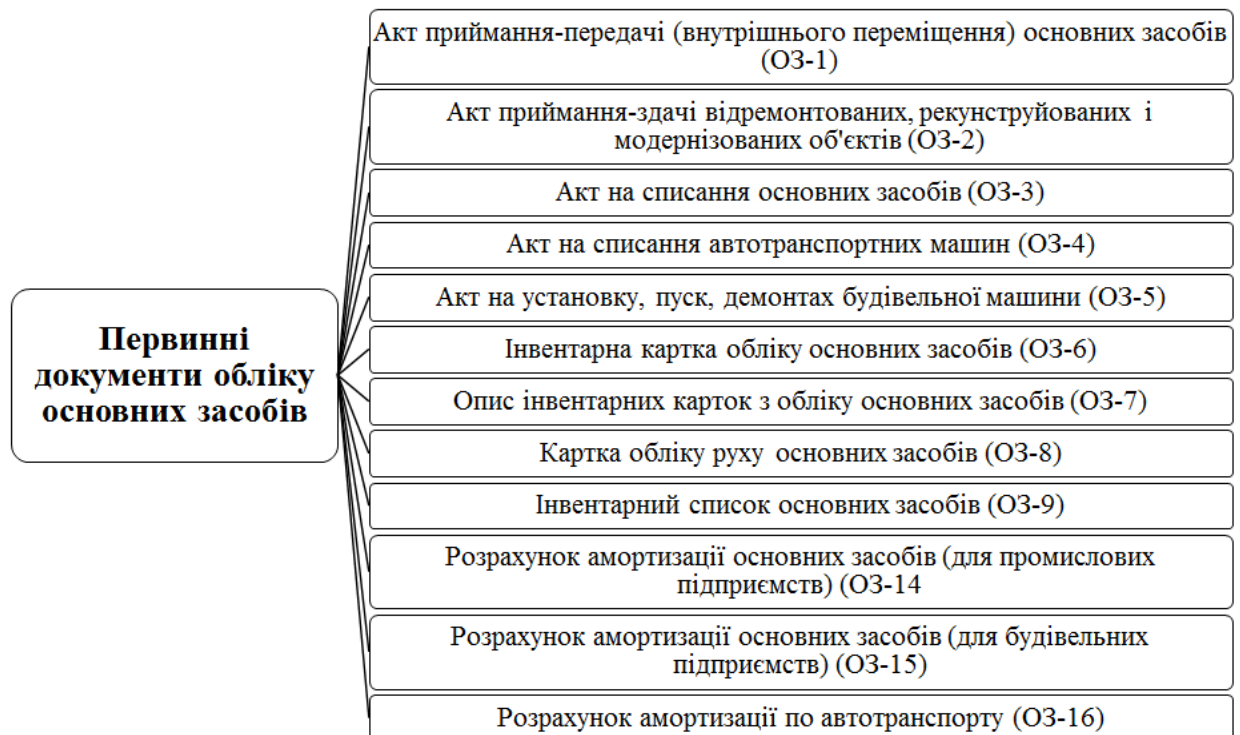 Акт приймання-передачі (внутрішнього переміщення) основних засобів
(ОЗ-1)
Акт приймання-здачі відремонтованих, рекунструйованих і
модернізованих об'єктів (ОЗ-2)
Акт на списання основних засобів (ОЗ-3)
Акт на списання автотранспортних машин (ОЗ-4)
Акт на установку, пуск, демонтах будівельної машини (ОЗ-5)
Первинні
документи обліку
основних засобів
Інвентарна картка обліку основних засобів (ОЗ-6)
Опис інвентарних карток з обліку основних засобів (ОЗ-7)
Картка обліку руху основних засобів (ОЗ-8)
Інвентарний список основних засобів (ОЗ-9)
Розрахунок амортизації основних засобів (для промислових
підприємств) (ОЗ-14
Розрахунок амортизації основних засобів (для будівельних
підприємств) (ОЗ-15)
Розрахунок амортизації по автотранспорту (ОЗ-16)